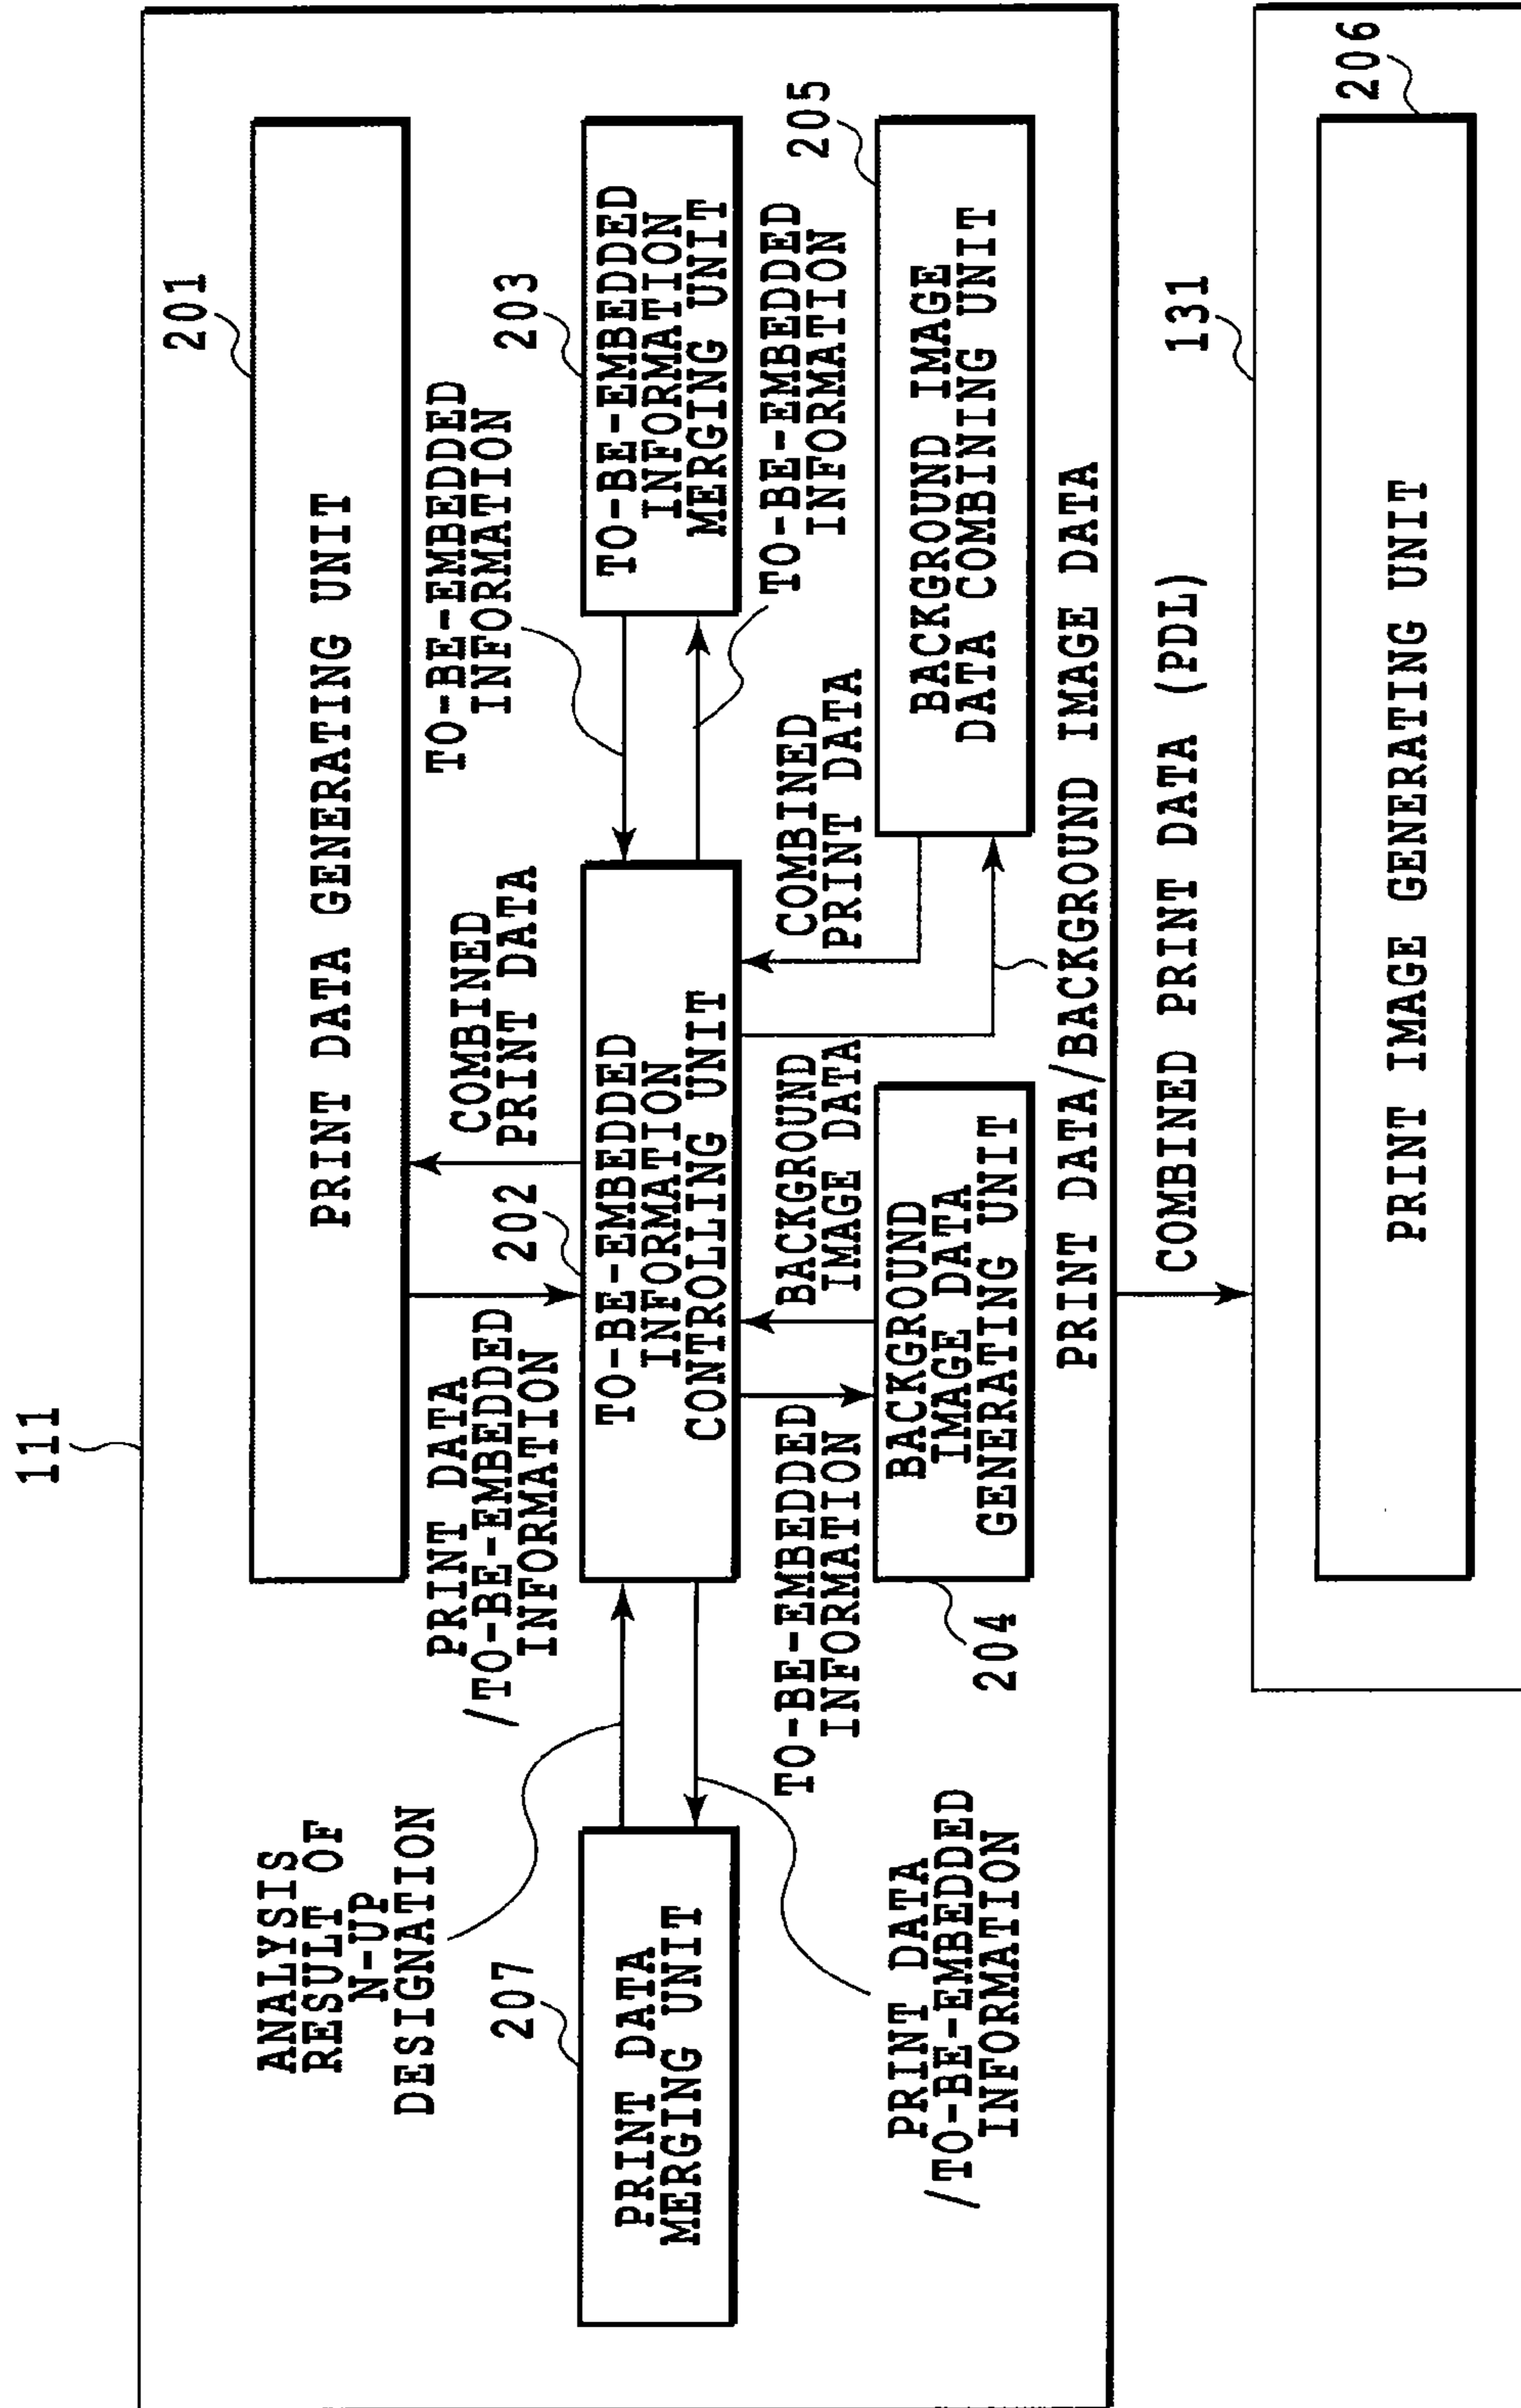 111
201
PRINT DATA GENERATING UNIT
ANALYSIS
RESULT OF
N-UP
DESIGNATION
PRINT DATA
/TO-BE-EMBEDDED
INFORMATION
COMBINED
PRINT DATA
TO-BE-EMBEDDED
INFORMATION
207
202
203
PRINT DATA
MERGING UNIT
TO-BE-EMBEDDED
INFORMATION
CONTROLLING UNIT
TO-BE-EMBEDDED
INFORMATION
MERGING UNIT
TO-BE-EMBEDDED
INFORMATION
BACKGROUND
IMAGE DATA
COMBINED
PRINT DATA
TO-BE-EMBEDDED
INFORMATION
205
PRINT DATA
/TO-BE-EMBEDDED
INFORMATION
204
BACKGROUND
IMAGE DATA
GENERATING UNIT
BACKGROUND IMAGE
DATA COMBINING UNIT
PRINT DATA/BACKGROUND IMAGE DATA
COMBINED PRINT DATA (PDL)
131
206
PRINT IMAGE GENERATING UNIT